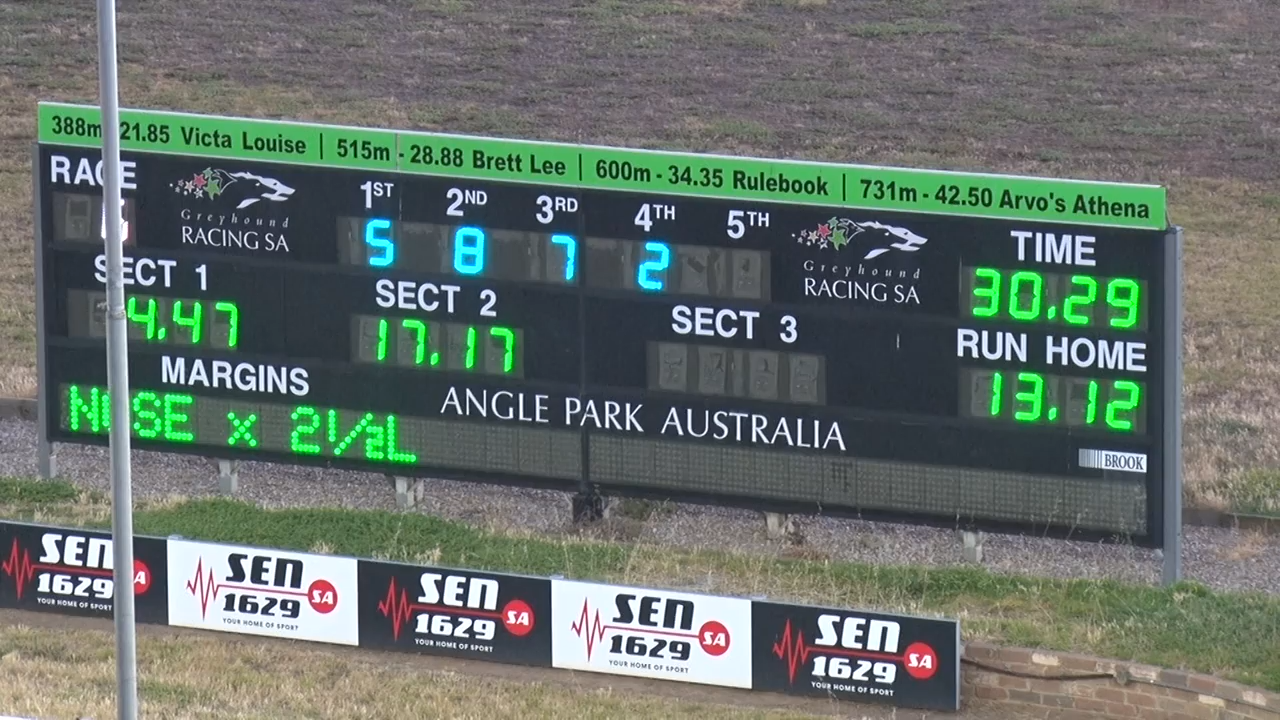 388m 21.85 Victa Louise | 515m - 28.88 Brett Lee | 600m - 34.35 Rulebook | 731m - 42.50 Arvo's Athena
RACE
Greyhound
RACING SA
1ST 2ND 3RD 4TH 5TH
5 8 7 2
Greyhound
RACING SA
TIME
30.29
SECT 1
4.47
SECT 2
17.17
SECT 3
RUN HOME
13.12
MARGINS
NOSE x 2½L
ANGLE PARK AUSTRALIA
BROOK
SEN
1629
YOUR HOME OF SPORT
SEN
1629 SA
YOUR HOME OF SPORT
SEN
1629 SA
YOUR HOME OF SPORT
SEN
1629 SA
YOUR HOME OF SPORT
SEN
1629 SA
YOUR HOME OF SPORT